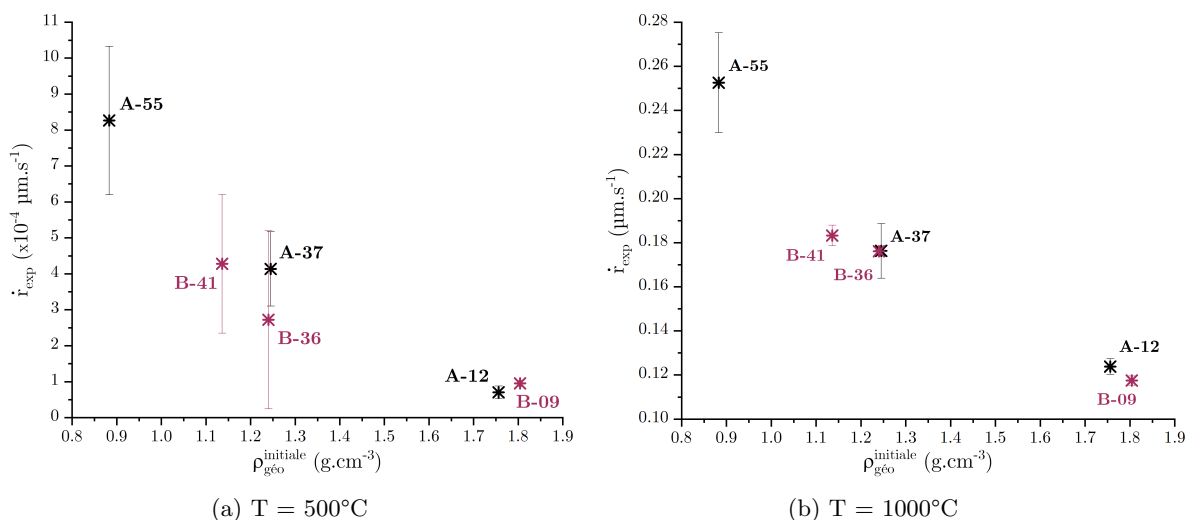 11
10
9
8
7
6
5
4
3
2
1
0
ṙexp (x10⁻⁴ µm.s⁻¹)
A-55
B-41
A-37
B-36
A-12
B-09
0.8 0.9 1.0 1.1 1.2 1.3 1.4 1.5 1.6 1.7 1.8 1.9
ρgéo initiale (g.cm⁻³)
(a) T = 500°C
0.28
0.26
0.24
0.22
0.20
0.18
0.16
0.14
0.12
0.10
ṙexp (µm.s⁻¹)
A-55
A-37
B-41
B-36
A-12
B-09
0.8 0.9 1.0 1.1 1.2 1.3 1.4 1.5 1.6 1.7 1.8 1.9
ρgéo initiale (g.cm⁻³)
(b) T = 1000°C